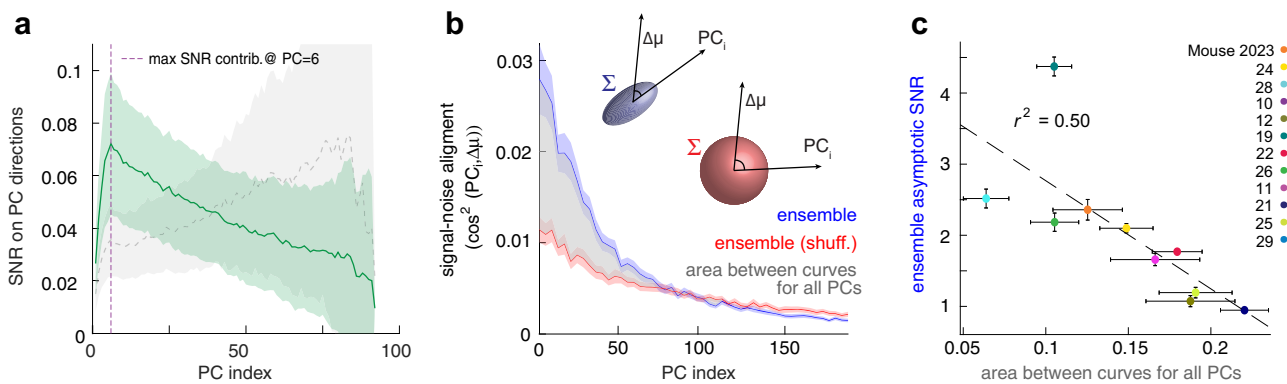 a
SNR on PC directions
0.1
0.08
0.06
0.04
0.02
0
max SNR contrib.@ PC=6
0
50
100
PC index
b
signal-noise aligment
(cos² (PCᵢ,Δμ))
0.03
0.02
0.01
0
Δμ
PCᵢ
Σ
Δμ
PCᵢ
Σ
ensemble
ensemble (shuff.)
area between curves
for all PCs
0
50
100
150
PC index
c
ensemble asymptotic SNR
4
3
2
1
r² = 0.50
Mouse 2023
24
28
10
12
19
22
26
11
21
25
29
0.05
0.1
0.15
0.2
area between curves for all PCs